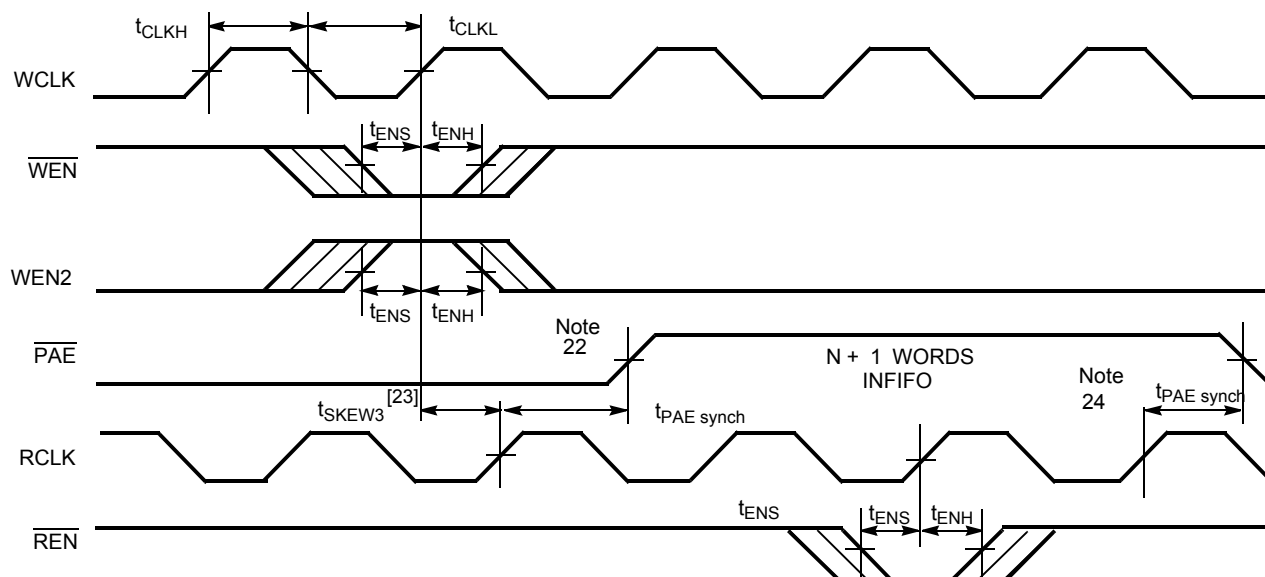 tCLKH
tCLKL
WCLK
tENS
tENH
WEN
WEN2
tENS
tENH
Note
22
PAE
N + 1 WORDS
INFIFO
Note
24
tPAE synch
tSKEW3
[23]
tPAE synch
RCLK
tENS
tENS
tENH
REN